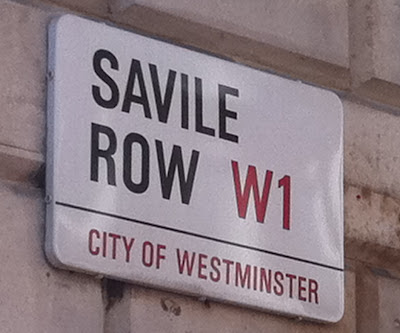 SAVILE
ROW W1
CITY OF WESTMINSTER